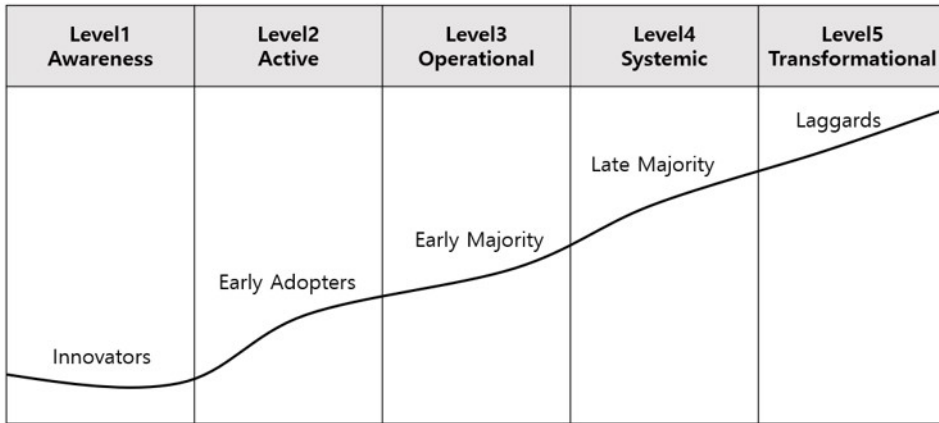 Level1
Awareness
Level2
Active
Level3
Operational
Level4
Systemic
Level5
Transformational
Innovators
Early Adopters
Early Majority
Late Majority
Laggards